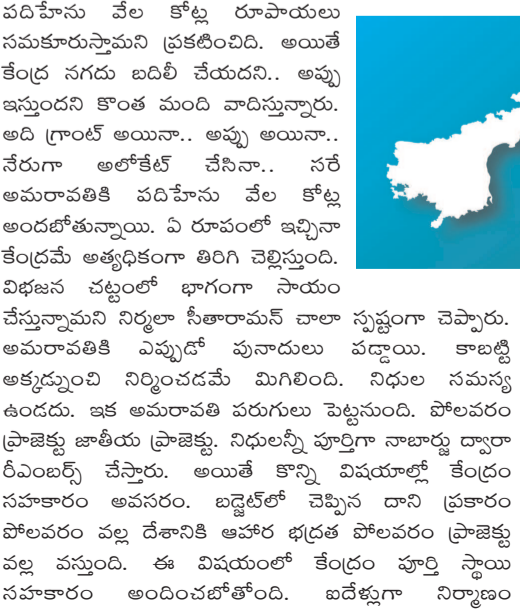 పదిహేను వేల కోట్ల రూపాయలు
సమకూరుస్తామని ప్రకటించిది. అయితే
కేంద్ర నగదు బదిలీ చేయదని.. అప్పు
ఇస్తుందని కొంత మంది వాదిస్తున్నారు.
అది గ్రాంట్ అయినా.. అప్పు అయినా..
నేరుగా అలోకేట్ చేసినా.. సరే
అమరావతికి పదిహేను వేల కోట్ల
అందబోతున్నాయి. ఏ రూపంలో ఇచ్చినా
కేంద్రమే అత్యధికంగా తిరిగి చెల్లిస్తుంది.
విభజన చట్టంలో భాగంగా సాయం
చేస్తున్నామని నిర్మలా సీతారామన్ చాలా స్పష్టంగా చెప్పారు.
అమరావతికి ఎప్పుడో పునాదులు పడ్డాయి. కాబట్టి
అక్కడ్నుంచి నిర్మించడమే మిగిలింది. నిధుల సమస్య
ఉండదు. ఇక అమరావతి పరుగులు పెట్టనుంది. పోలవరం
ప్రాజెక్టు జాతీయ ప్రాజెక్టు. నిధులన్నీ పూర్తిగా నాబార్జు ద్వారా
రీఎంబర్స్ చేస్తారు. అయితే కొన్ని విషయాల్లో కేంద్రం
సహకారం అవసరం. బడ్జెట్‌లో చెప్పిన దాని ప్రకారం
పోలవరం వల్ల దేశానికి ఆహార భద్రత పోలవరం ప్రాజెక్టు
వల్ల వస్తుంది. ఈ విషయంలో కేంద్రం పూర్తి స్థాయి
సహకారం అందించబోతోంది. ఐదేళ్లుగా నిర్మాణం